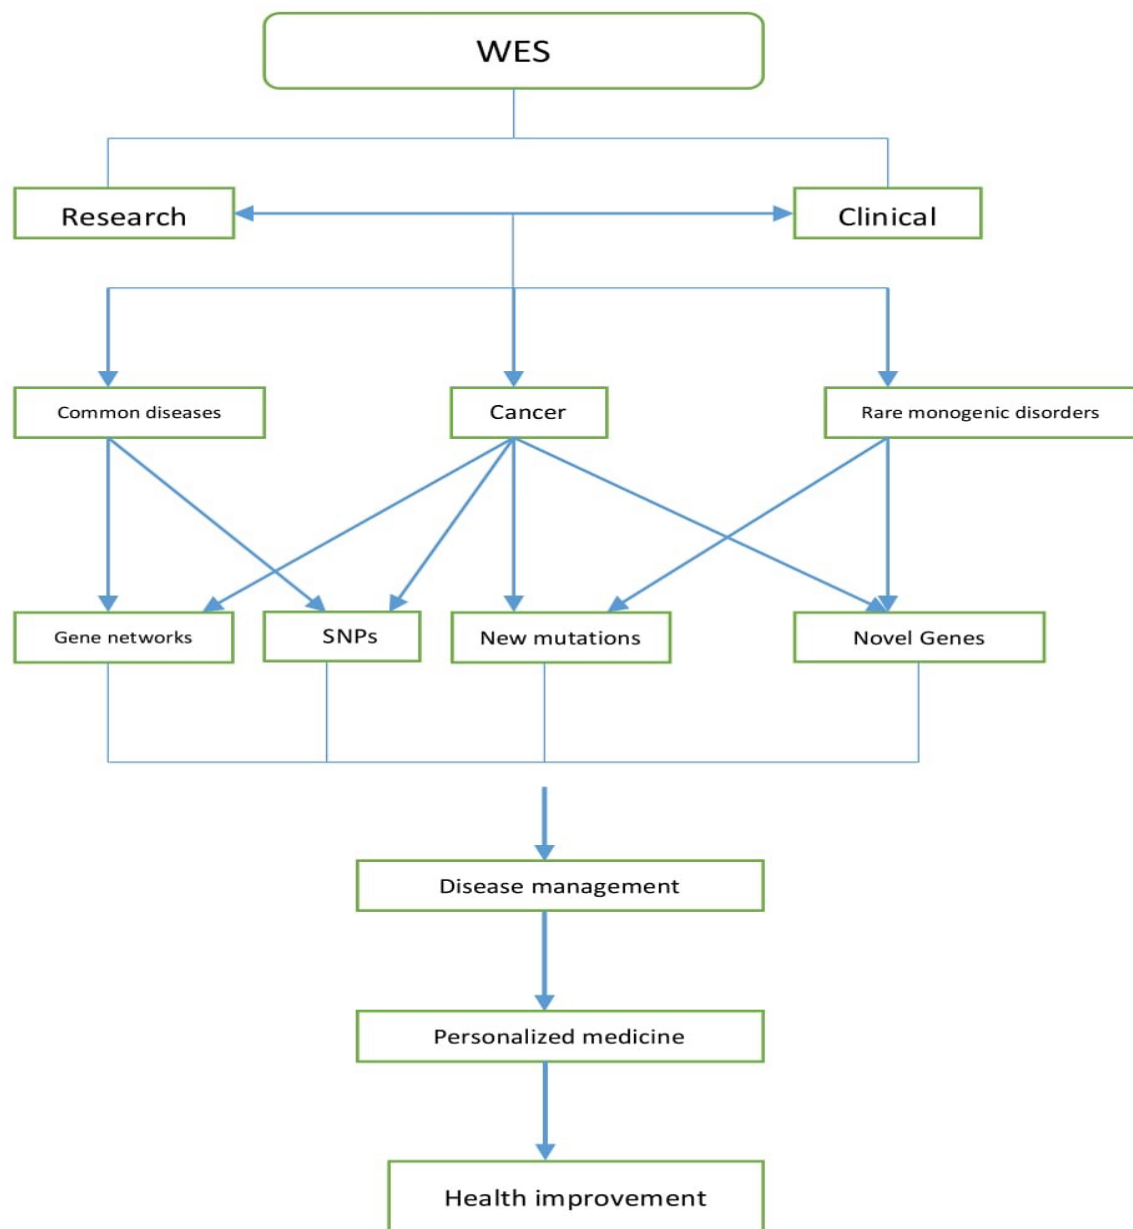 WES
Research
Clinical
Common diseases
Cancer
Rare monogenic disorders
Gene networks
SNPs
New mutations
Novel Genes
Disease management
Personalized medicine
Health improvement